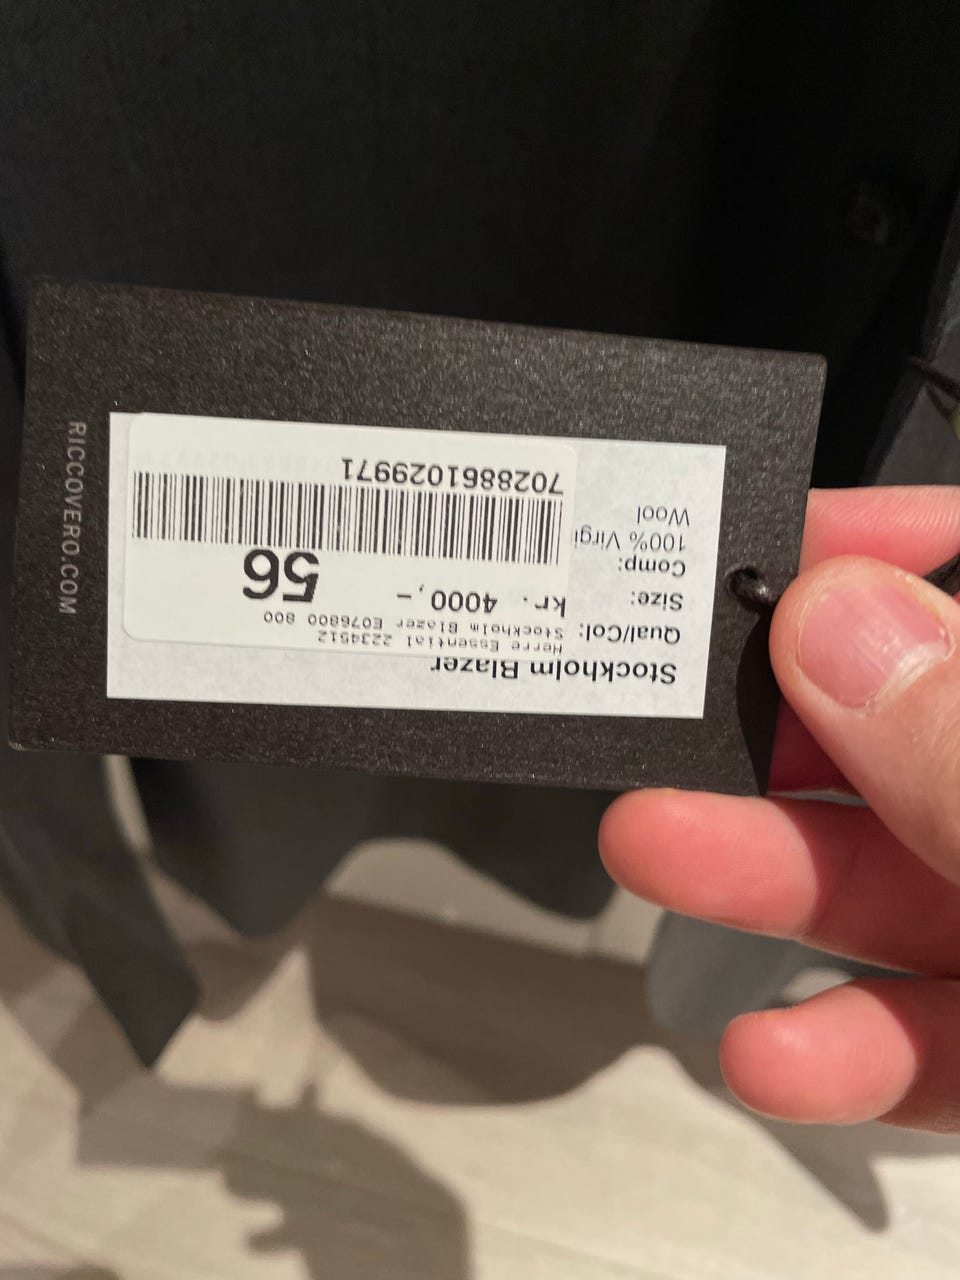 Stockholm Blazer
Qual/Col:
Size:
Comp:
100% Virgi
Wool
Herre Essential 2234512
Stockholm Blazer E076800 800
kr. 4000,-
56
7028861029971
RICCOVERO.COM